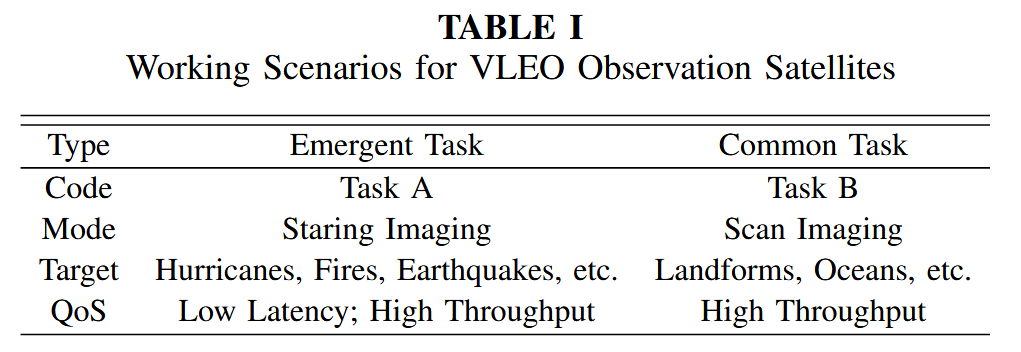 TABLE I
Working Scenarios for VLEO Observation Satellites
Type Emergent Task Common Task
Code Task A Task B
Mode Staring Imaging Scan Imaging
Target Hurricanes, Fires, Earthquakes, etc. Landforms, Oceans, etc.
QoS Low Latency; High Throughput High Throughput